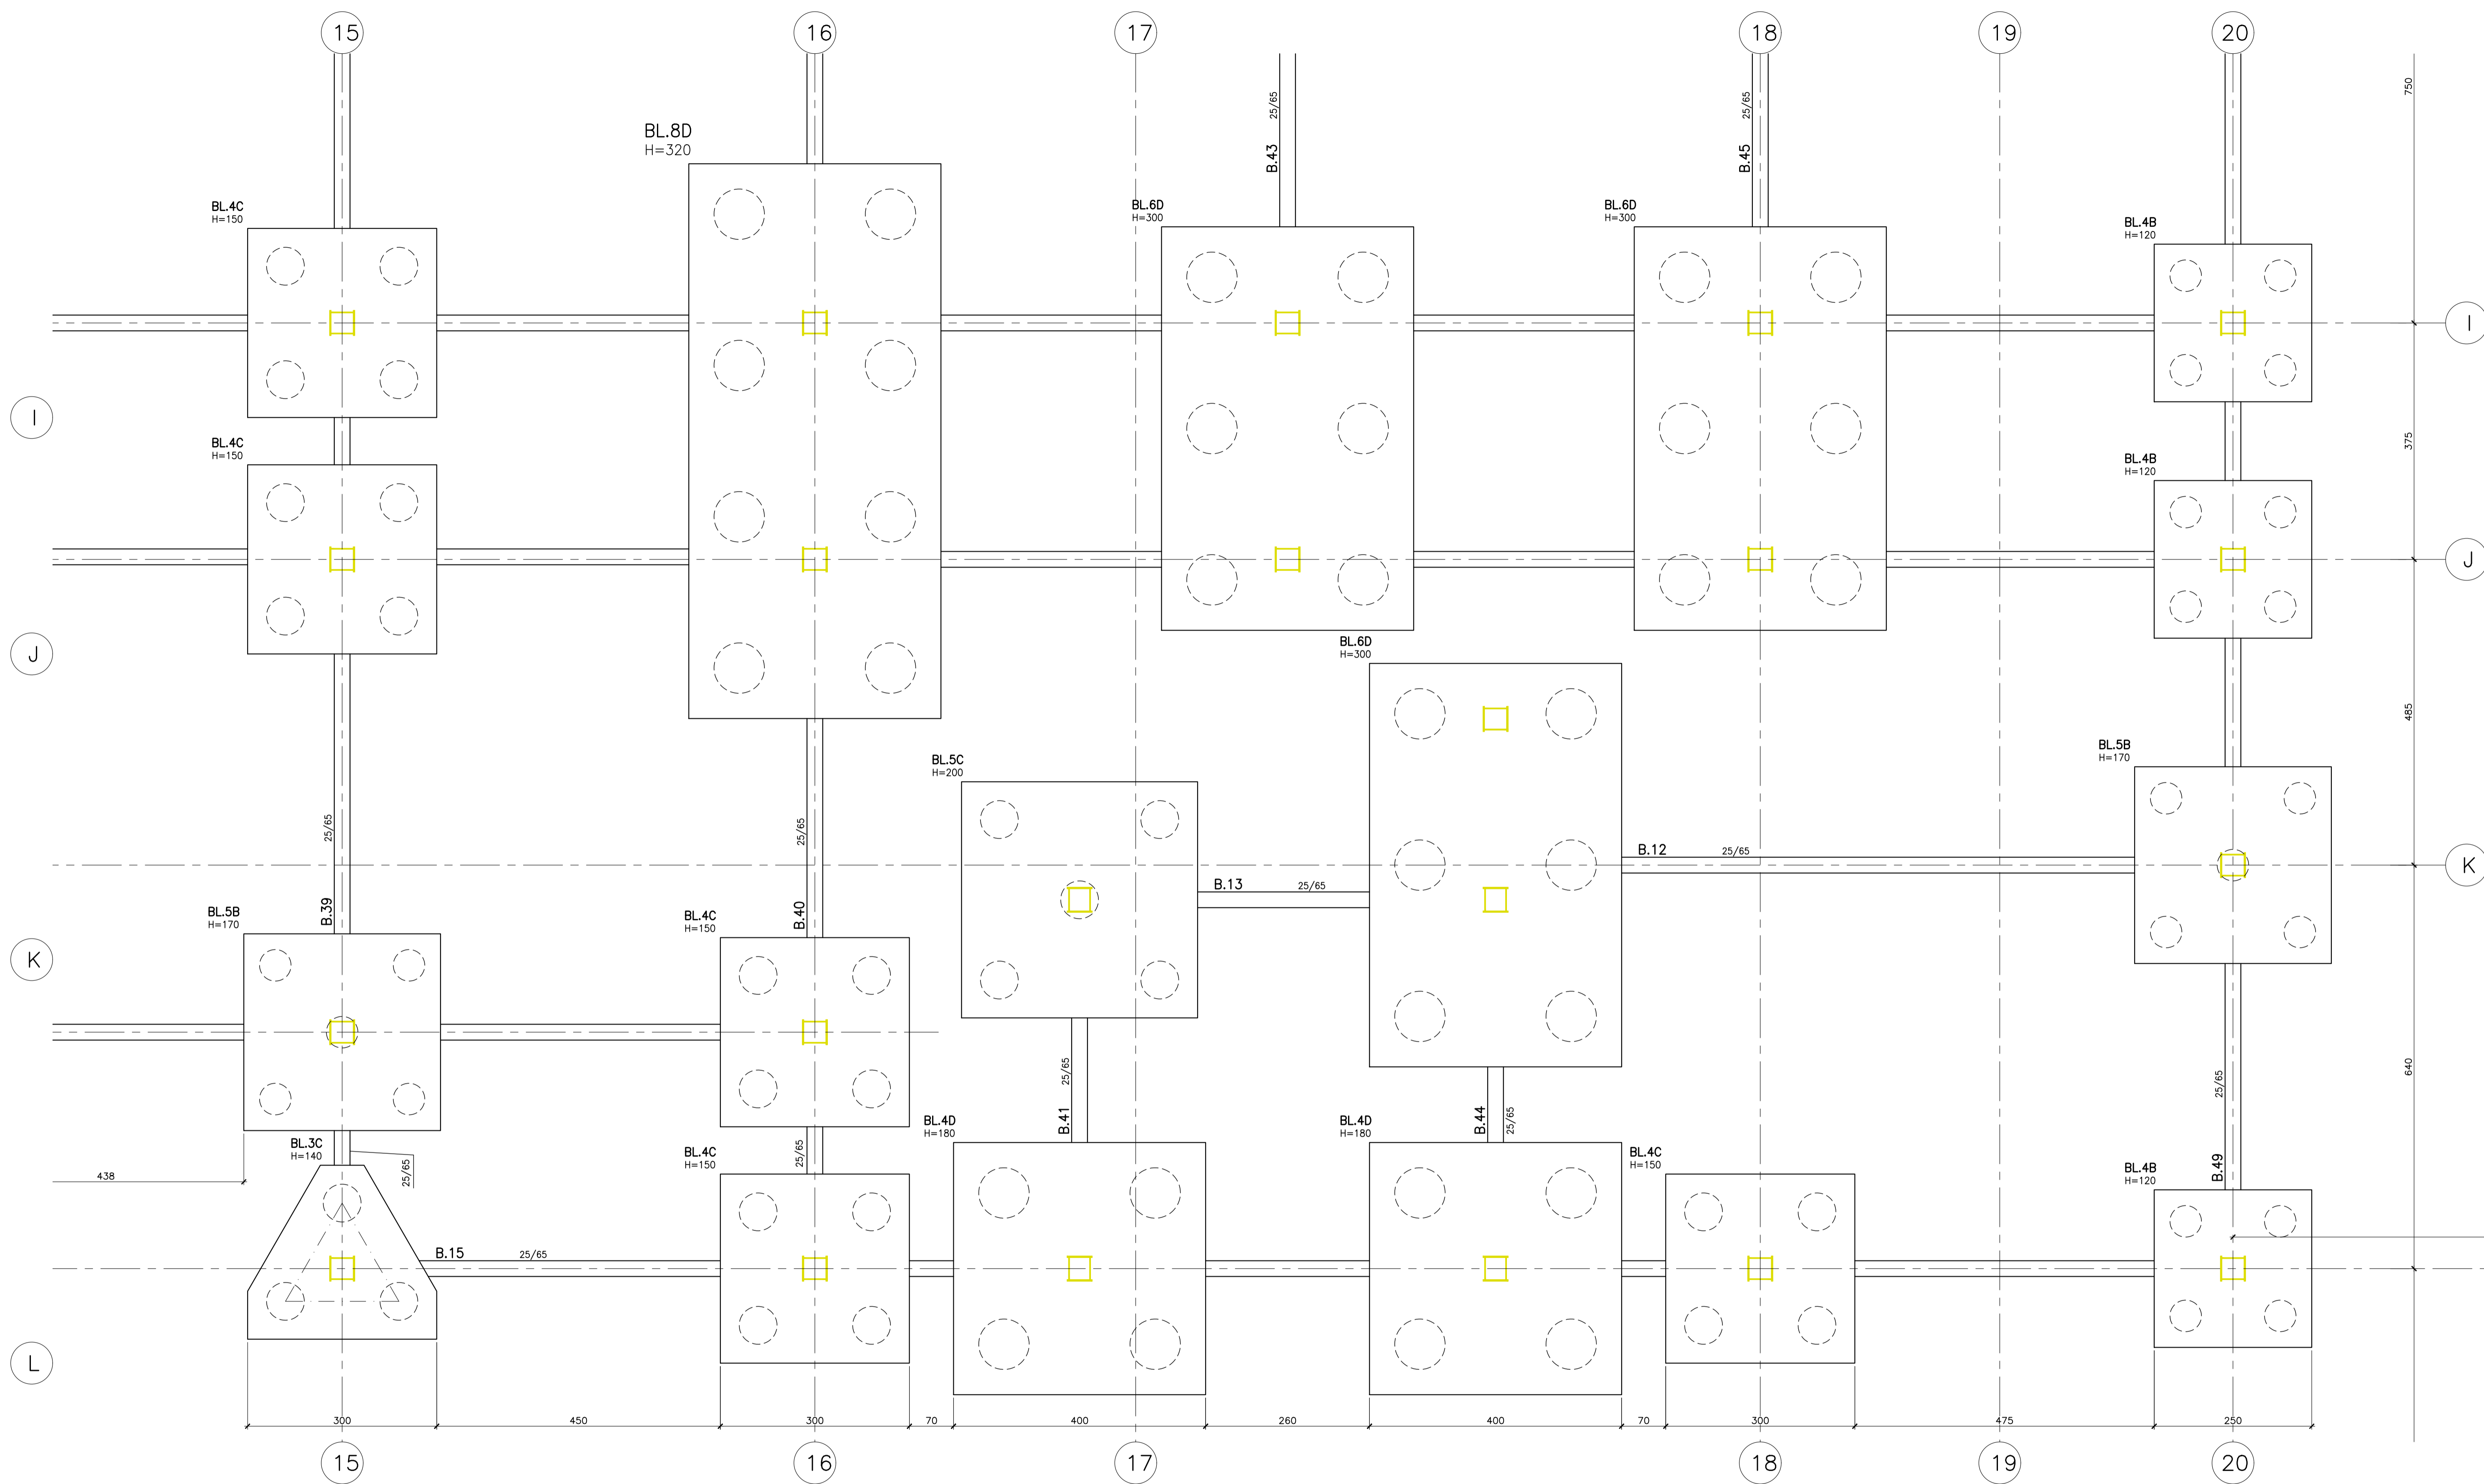 15
16
17
18
19
20
25/65
25/65
750
BL.8D
H=320
B.43
B.45
BL.4C
H=150
BL.6D
H=300
BL.6D
H=300
BL.4B
H=120
I
I
375
BL.4C
H=150
BL.4B
H=120
J
J
BL.6D
H=300
485
BL.5C
H=200
BL.5B
H=170
25/65
25/65
B.12
25/65
K
B.13
25/65
B.39
B.40
BL.5B
H=170
BL.4C
H=150
K
25/65
640
25/65
B.41
B.44
25/65
BL.4D
H=180
BL.4D
H=180
BL.3C
H=140
25/65
25/65
BL.4C
H=150
BL.4C
H=150
B.49
BL.4B
H=120
438
B.15
25/65
L
300
450
300
70
400
260
400
70
300
475
250
15
16
17
18
19
20